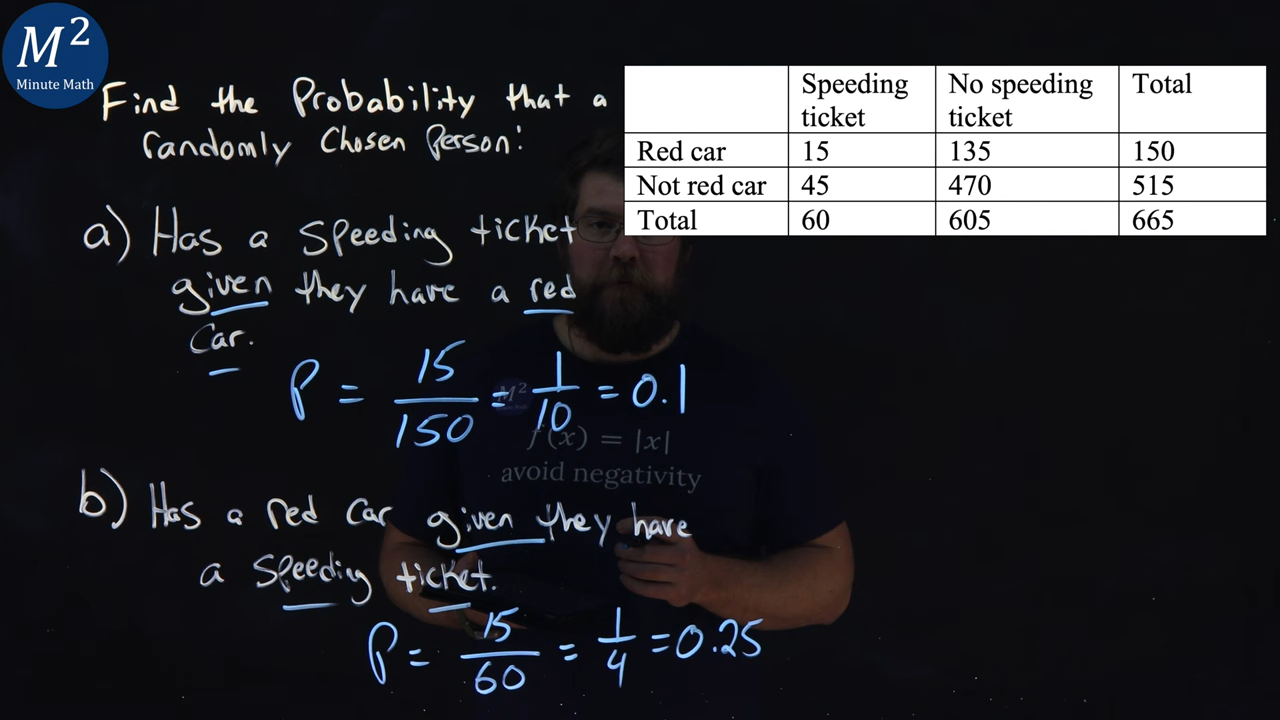 M²
Minute Math
Find the Probability that a
randomly Chosen Person:
Speeding ticket No speeding ticket Total
Red car 15 135 150
Not red car 45 470 515
Total 60 605 665
a) Has a speeding ticket
given they have a red
car.
P = 15/150 = 1/10 = 0.1
M²
f(x) = |x|
avoid negativity
b) Has a red car given they have
a speeding ticket.
P = 15/60 = 1/4 = 0.25